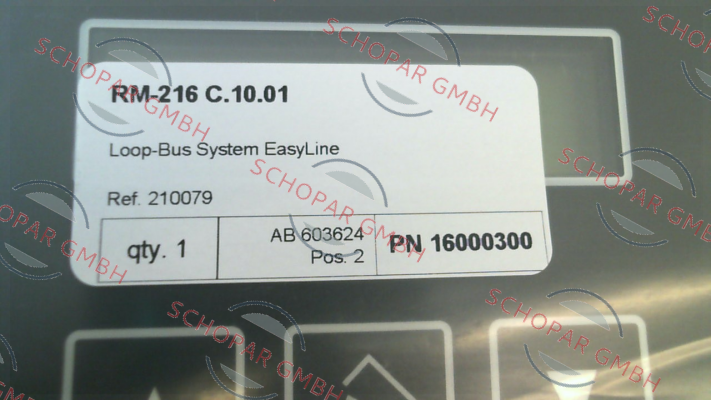 RM-216 C.10.01
Loop-Bus System EasyLine
Ref. 210079
qty. 1
AB 603624
Pos. 2
PN 16000300
SCHOPAR GMBH
SCHOPAR GMBH
SCHOPAR GMBH
SCHOPAR GMBH
SCHOPAR GMBH
SCHOPAR GMBH
SCHOPAR GMBH